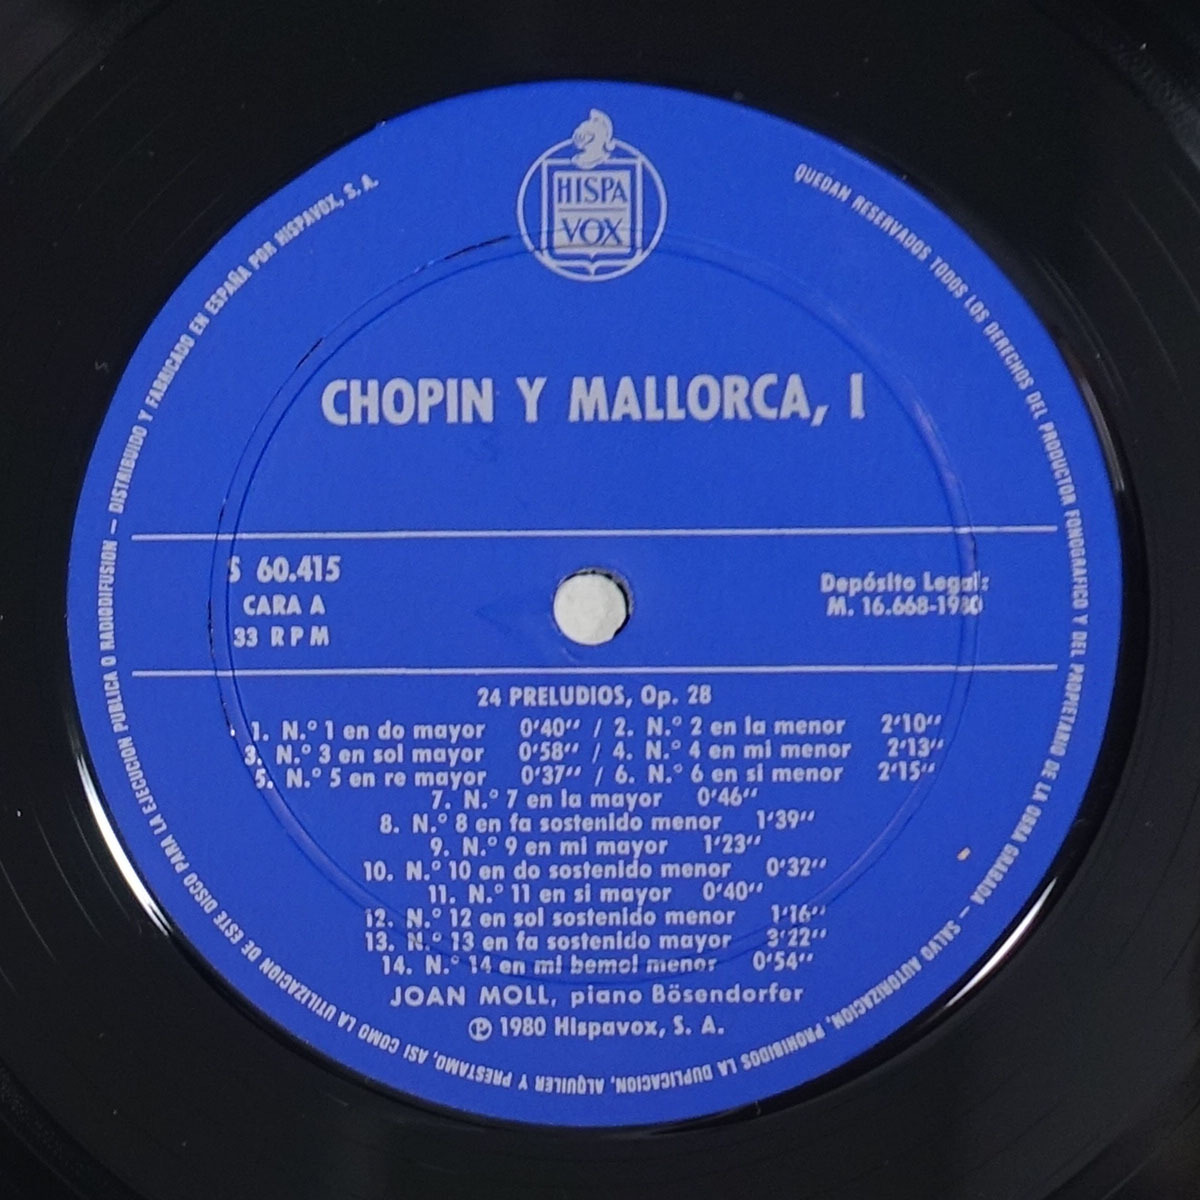 HISPA
VOX
CHOPIN Y MALLORCA, I
S 60.415
CARA A
33 RPM
Depósito Legal:
M. 16.668-1980
24 PRELUDIOS, Op. 28
1. N.º 1 en do mayor 0'40'' / 2. N.º 2 en la menor 2'10''
3. N.º 3 en sol mayor 0'58'' / 4. N.º 4 en mi menor 2'13''
5. N.º 5 en re mayor 0'37'' / 6. N.º 6 en si menor 2'15''
7. N.º 7 en la mayor 0'46''
8. N.º 8 en fa sostenido menor 1'39''
9. N.º 9 en mi mayor 1'23''
10. N.º 10 en do sostenido menor 0'32''
11. N.º 11 en si mayor 0'40''
12. N.º 12 en sol sostenido menor 1'16''
13. N.º 13 en fa sostenido mayor 3'22''
14. N.º 14 en mi bemol menor 0'54''
JOAN MOLL, piano Bösendorfer
℗ 1980 Hispavox, S. A.
QUEDAN RESERVADOS TODOS LOS DERECHOS DEL PRODUCTOR FONOGRAFICO Y DEL PROPIETARIO DE LA OBRA GRABADA – SALVO AUTORIZACION, PROHIBIDOS LA DUPLICACION, ALQUILER Y PRESTAMO, ASI COMO LA UTILIZACION DE ESTE DISCO PARA LA EJECUCION PUBLICA O RADIODIFUSION – DISTRIBUIDO Y FABRICADO EN ESPAÑA POR HISPAVOX, S. A.